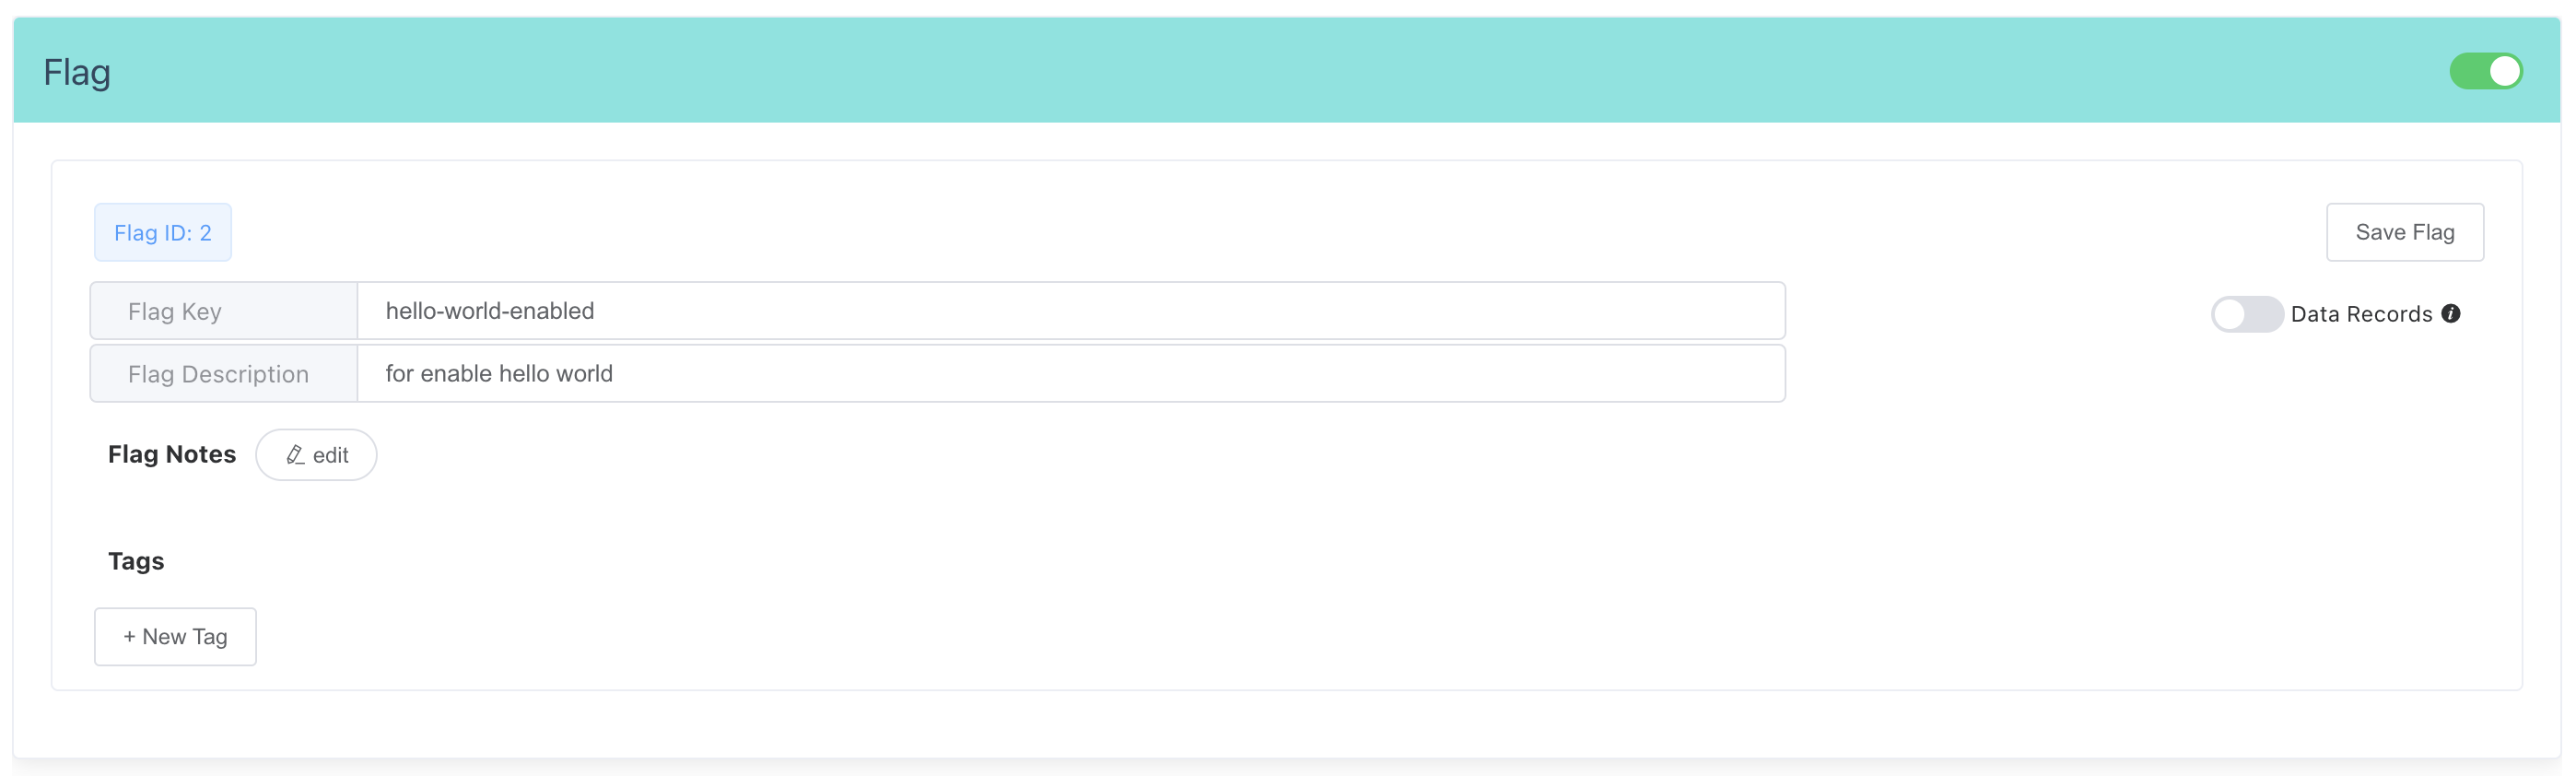 Flag
Flag ID: 2
Save Flag
Flag Key
hello-world-enabled
Data Records
Flag Description
for enable hello world
Flag Notes
edit
Tags
+ New Tag